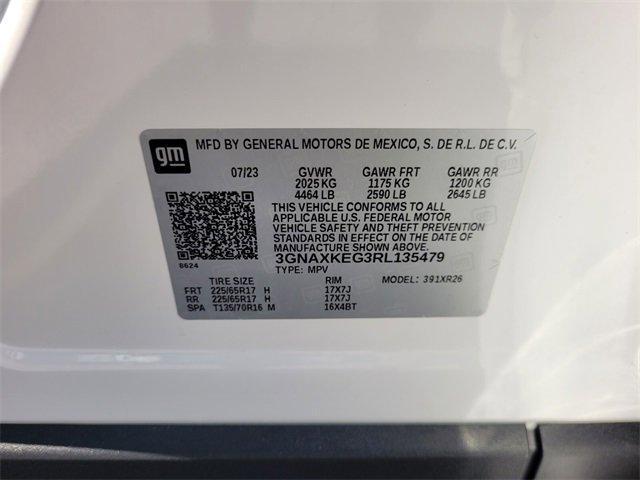 gm
MFD BY GENERAL MOTORS DE MEXICO, S. DE R.L. DE C.V.
07/23 GVWR GAWR FRT GAWR RR
2025 KG 1175 KG 1200 KG
4464 LB 2590 LB 2645 LB
THIS VEHICLE CONFORMS TO ALL
APPLICABLE U.S. FEDERAL MOTOR
VEHICLE SAFETY AND THEFT PREVENTION
STANDARDS IN EFFECT ON THE DATE OF
MANUFACTURE SHOWN ABOVE.
3GNAXKEG3RL135479
8624
TYPE: MPV
TIRE SIZE RIM MODEL: 391XR26
FRT 225/65R17 H 17X7J
RR 225/65R17 H 17X7J
SPA T135/70R16 M 16X4BT